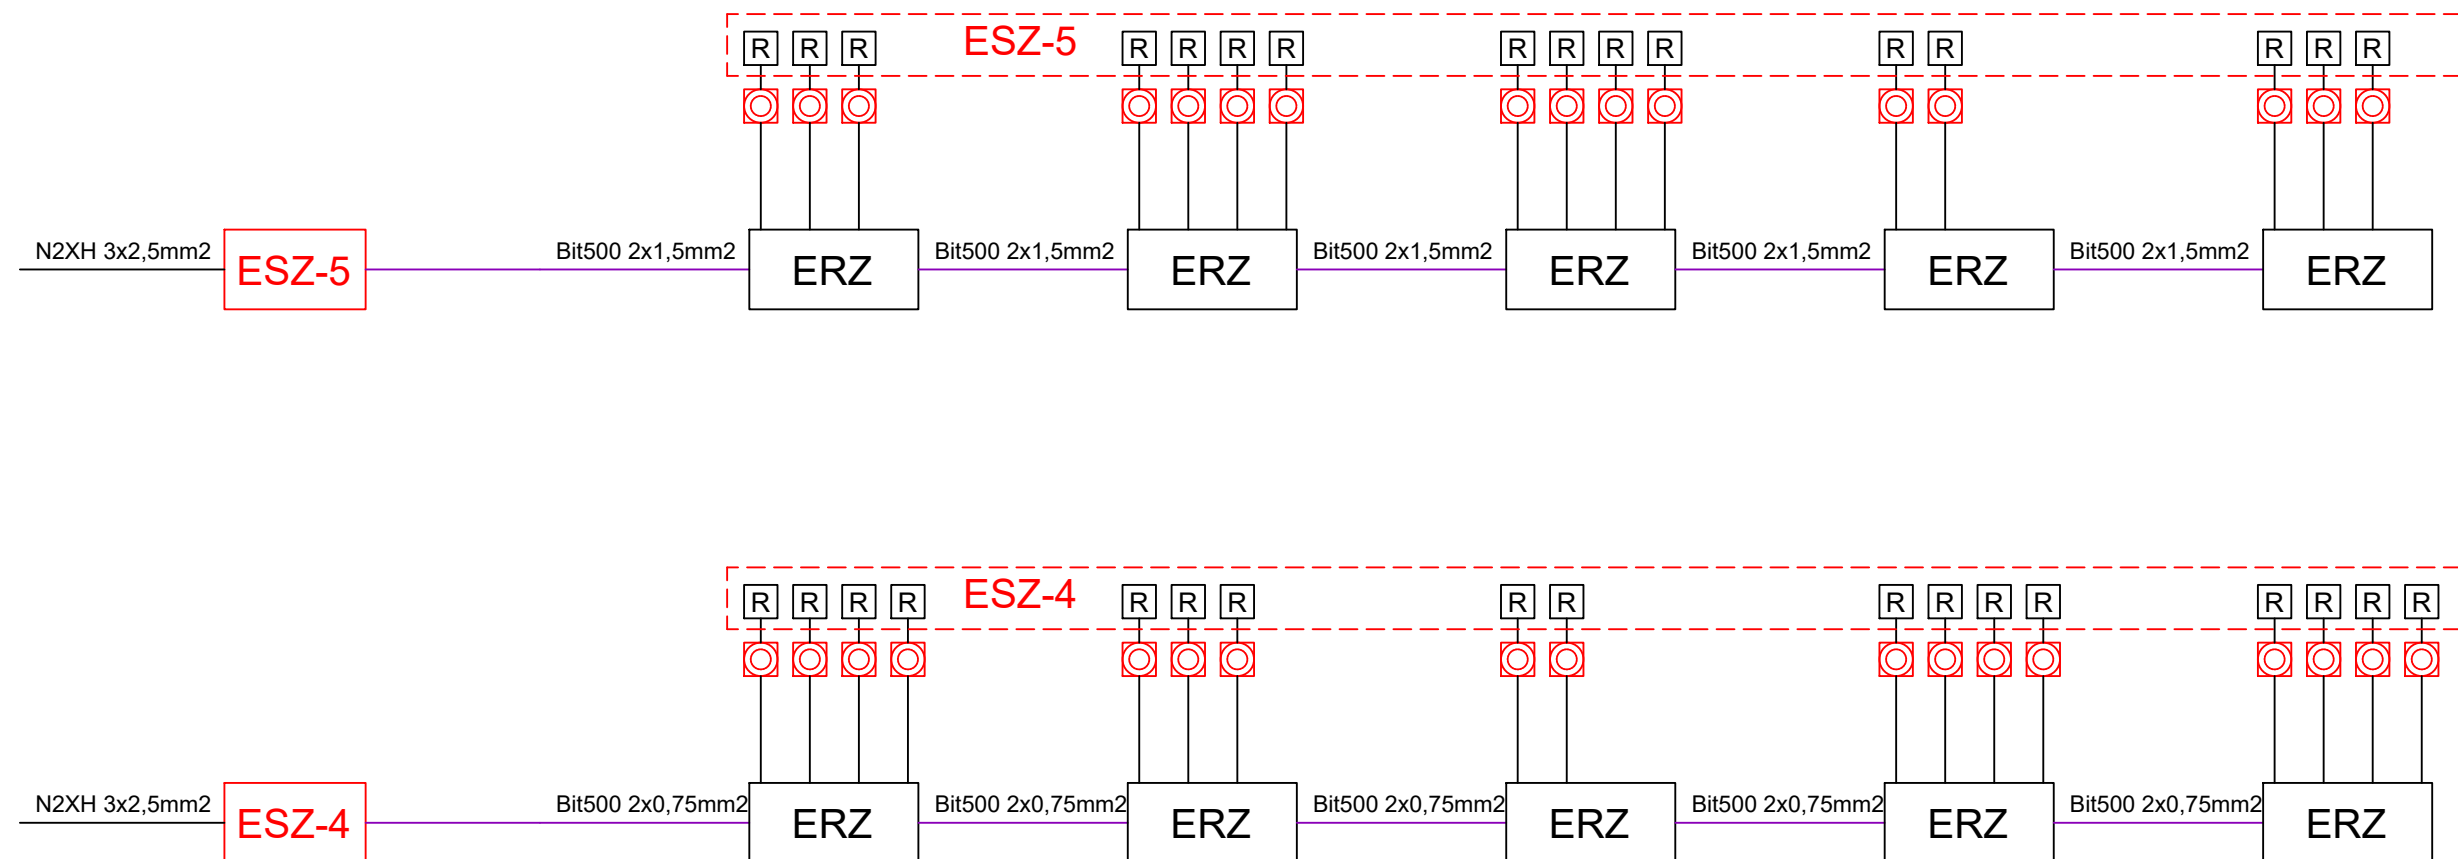 R R R ESZ-5 R R R R R R R R R R R R R
N2XH 3x2,5mm2 ESZ-5 Bit500 2x1,5mm2 ERZ Bit500 2x1,5mm2 ERZ Bit500 2x1,5mm2 ERZ Bit500 2x1,5mm2 ERZ Bit500 2x1,5mm2 ERZ
R R R R ESZ-4 R R R R R R R R R R R R R
N2XH 3x2,5mm2 ESZ-4 Bit500 2x0,75mm2 ERZ Bit500 2x0,75mm2 ERZ Bit500 2x0,75mm2 ERZ Bit500 2x0,75mm2 ERZ Bit500 2x0,75mm2 ERZ